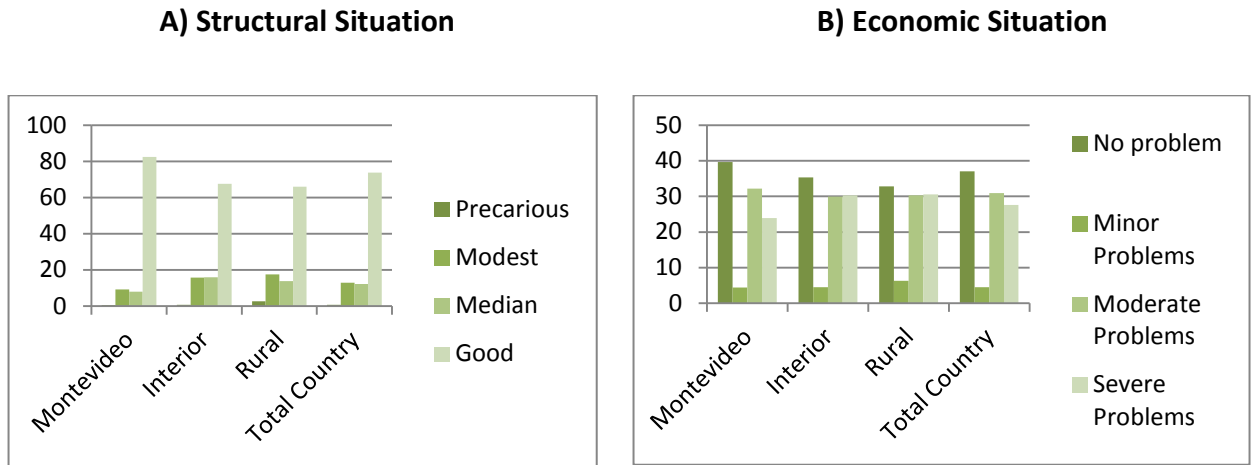 A) Structural Situation
100
80
60
40
20
0
Montevideo
Interior
Rural
Total Country
Precarious
Modest
Median
Good
B) Economic Situation
50
40
30
20
10
0
Montevideo
Interior
Rural
Total Country
No problem
Minor
Problems
Moderate
Problems
Severe
Problems